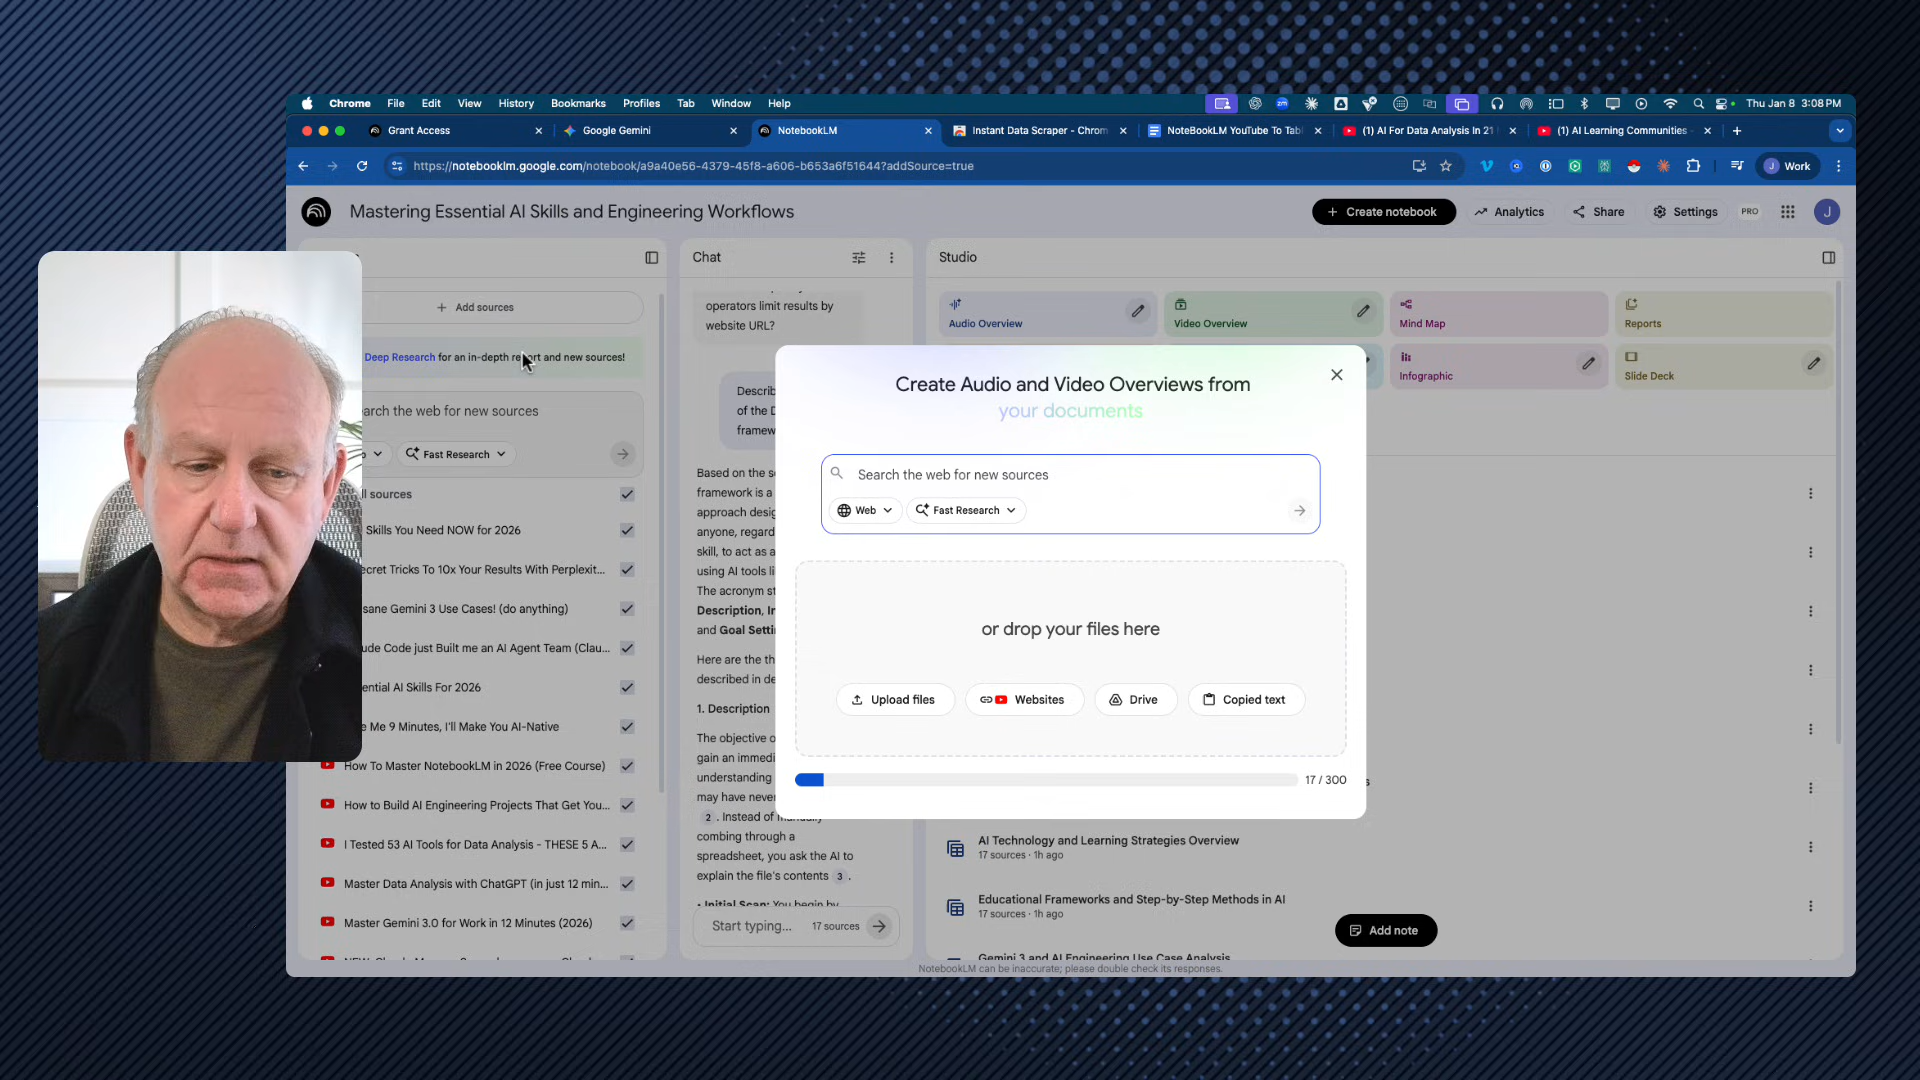 Chrome File Edit View History Bookmarks Profiles Tab Window Help
Thu Jan 8 3:08 PM
Grant Access
Google Gemini
NotebookLM
Instant Data Scraper - Chrom
NoteBookLM YouTube To Tabl
(1) AI For Data Analysis In 21
(1) AI Learning Communities -
https://notebooklm.google.com/notebook/a9a40e56-4379-45f8-a606-b653a6f51644?addSource=true
J Work
Mastering Essential AI Skills and Engineering Workflows
+ Create notebook
Analytics
Share
Settings
PRO
J
+ Add sources
Deep Research for an in-depth report and new sources!
arch the web for new sources
Fast Research
ll sources
Skills You Need NOW for 2026
ecret Tricks To 10x Your Results With Perplexit...
sane Gemini 3 Use Cases! (do anything)
ude Code just Built me an AI Agent Team (Clau...
ential AI Skills For 2026
e Me 9 Minutes, I'll Make You AI-Native
How To Master NotebookLM in 2026 (Free Course)
How to Build AI Engineering Projects That Get You...
I Tested 53 AI Tools for Data Analysis - THESE 5 A...
Master Data Analysis with ChatGPT (in just 12 min...
Master Gemini 3.0 for Work in 12 Minutes (2026)
Chat
operators limit results by
website URL?
Describ
of the D
framew
Based on the s
framework is a
approach desig
anyone, regard
skill, to act as a
using AI tools li
The acronym st
Description, In
and Goal Setti
Here are the th
described in de
1. Description
The objective o
gain an immedi
understanding
may have never
2 . Instead of manually
combing through a
spreadsheet, you ask the AI to
explain the file's contents 3 .
• Initial Scan: You begin by
Start typing...
17 sources
Studio
Audio Overview
Video Overview
Mind Map
Reports
Infographic
Slide Deck
Create Audio and Video Overviews from
your documents
Search the web for new sources
Web
Fast Research
or drop your files here
Upload files
Websites
Drive
Copied text
17 / 300
s
AI Technology and Learning Strategies Overview
17 sources · 1h ago
Educational Frameworks and Step-by-Step Methods in AI
17 sources · 1h ago
Gemini 3 and AI Engineering Use Case Analysis
Add note
NotebookLM can be inaccurate; please double check its responses.